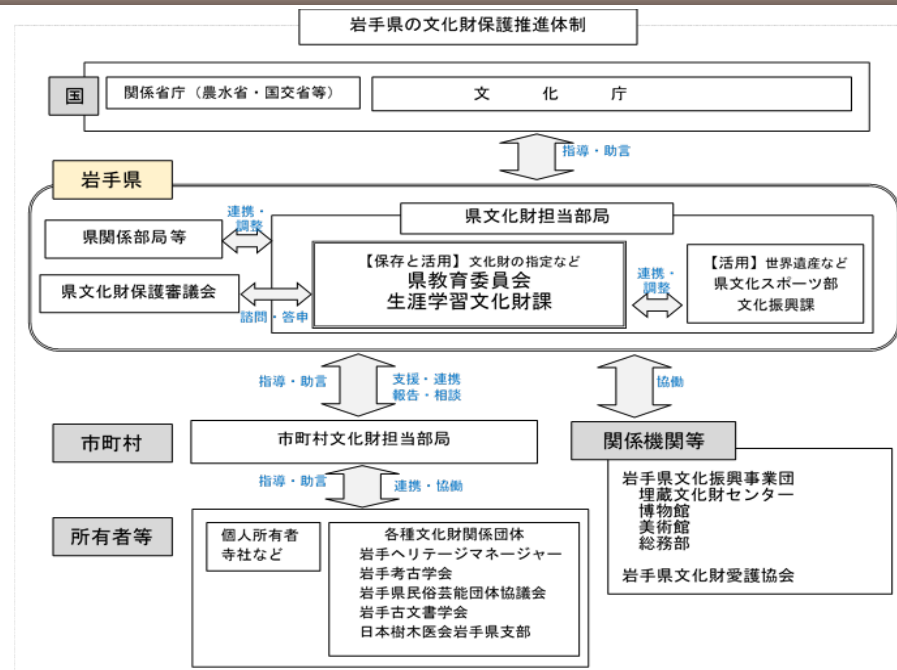 岩手県の文化財保護推進体制
国
関係省庁（農水省・国交省等）
文　化　庁
指導・助言
岩手県
県文化財担当部局
県関係部局等
連携・
調整
県文化財保護審議会
諮問・答申
【保存と活用】文化財の指定など
県教育委員会
生涯学習文化財課
連携・
調整
【活用】世界遺産など
県文化スポーツ部
文化振興課
指導・助言
支援・連携
報告・相談
協働
市町村
市町村文化財担当部局
関係機関等
岩手県文化振興事業団
埋蔵文化財センター
博物館
美術館
総務部
岩手県文化財愛護協会
指導・助言
連携・協働
所有者等
個人所有者
寺社など
各種文化財関係団体
岩手ヘリテージマネージャー
岩手考古学会
岩手県民俗芸能団体協議会
岩手古文書学会
日本樹木医会岩手県支部